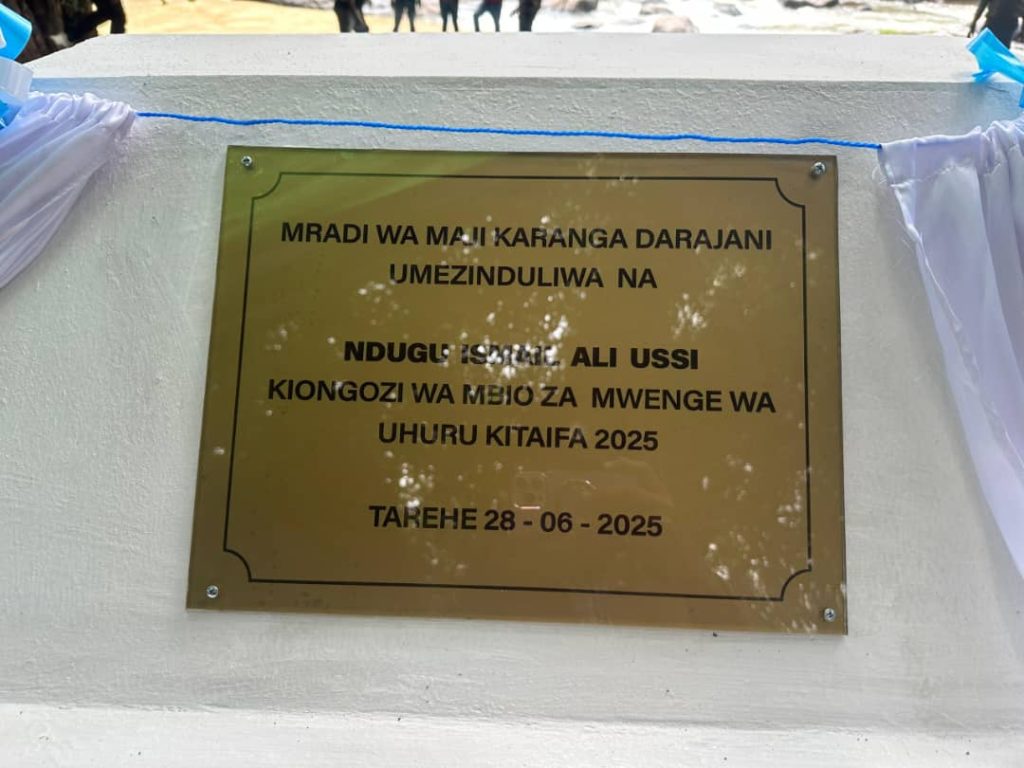 MRADI WA MAJI KARANGA DARAJANI
UMEZINDULIWA NA
NDUGU ISMAIL ALI USSI
KIONGOZI WA MBIO ZA MWENGE WA
UHURU KITAIFA 2025
TAREHE 28 - 06 - 2025